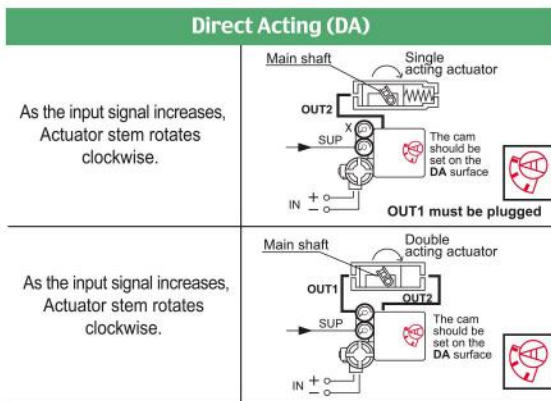 Direct Acting (DA)
As the input signal increases,
Actuator stem rotates
clockwise.
Main shaft
Single
acting actuator
OUT2
X
SUP
The cam
should be
set on the
DA surface
IN + −
OUT1 must be plugged
As the input signal increases,
Actuator stem rotates
clockwise.
Main shaft
Double
acting actuator
OUT1
OUT2
SUP
The cam
should be
set on the
DA surface
IN + −